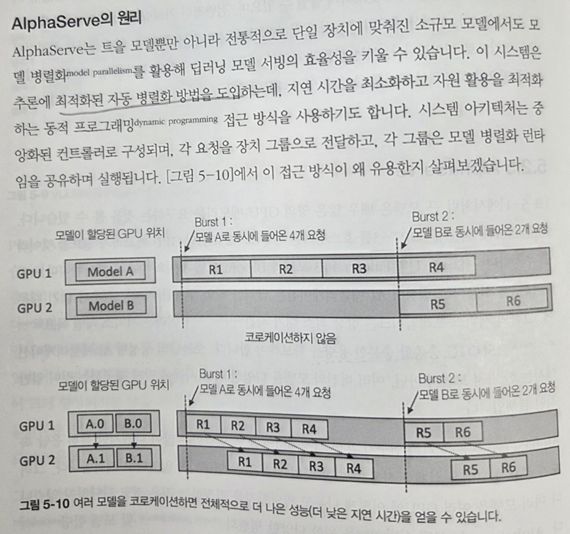 AlphaServe의 원리
AlphaServe는 트을 모델뿐만 아니라 전통적으로 단일 장치에 맞춰진 소규모 모델에서도 모
델 병렬화model parallelism를 활용해 딥러닝 모델 서빙의 효율성을 키울 수 있습니다. 이 시스템은
추론에 최적화된 자동 병렬화 방법을 도입하는데, 지연 시간을 최소화하고 자원 활용을 최적화
하는 동적 프로그래밍dynamic programming 접근 방식을 사용하기도 합니다. 시스템 아키텍처는 중
앙화된 컨트롤러로 구성되며, 각 요청을 장치 그룹으로 전달하고, 각 그룹은 모델 병렬화 런타
임을 공유하며 실행됩니다. [그림 5-10]에서 이 접근 방식이 왜 유용한지 살펴보겠습니다.
모델이 할당된 GPU 위치
Burst 1 :
모델 A로 동시에 들어온 4개 요청
Burst 2 :
모델 B로 동시에 들어온 2개 요청
GPU 1 Model A R1 R2 R3 R4
GPU 2 Model B R5 R6
코로케이션하지 않음
모델이 할당된 GPU 위치
Burst 1 :
모델 A로 동시에 들어온 4개 요청
Burst 2 :
모델 B로 동시에 들어온 2개 요청
GPU 1 A.0 B.0 R1 R2 R3 R4 R5 R6
GPU 2 A.1 B.1 R1 R2 R3 R4 R5 R6
그림 5-10 여러 모델을 코로케이션하면 전체적으로 더 나은 성능(더 낮은 지연 시간)을 얻을 수 있습니다.